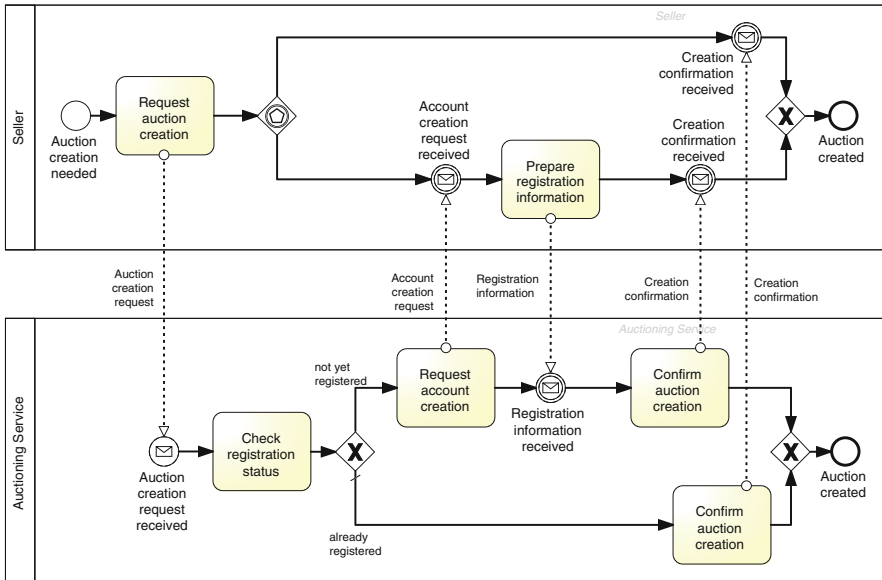 Seller
Seller
Auction
creation
needed
Request
auction
creation
Account
creation
request
received
Prepare
registration
information
Creation
confirmation
received
Creation
confirmation
received
Auction
created
Auction
creation
request
Account
creation
request
Registration
information
Creation
confirmation
Creation
confirmation
Auctioning Service
Auctioning Service
Auction
creation
request
received
Check
registration
status
not yet
registered
already
registered
Request
account
creation
Registration
information
received
Confirm
auction
creation
Confirm
auction
creation
Auction
created